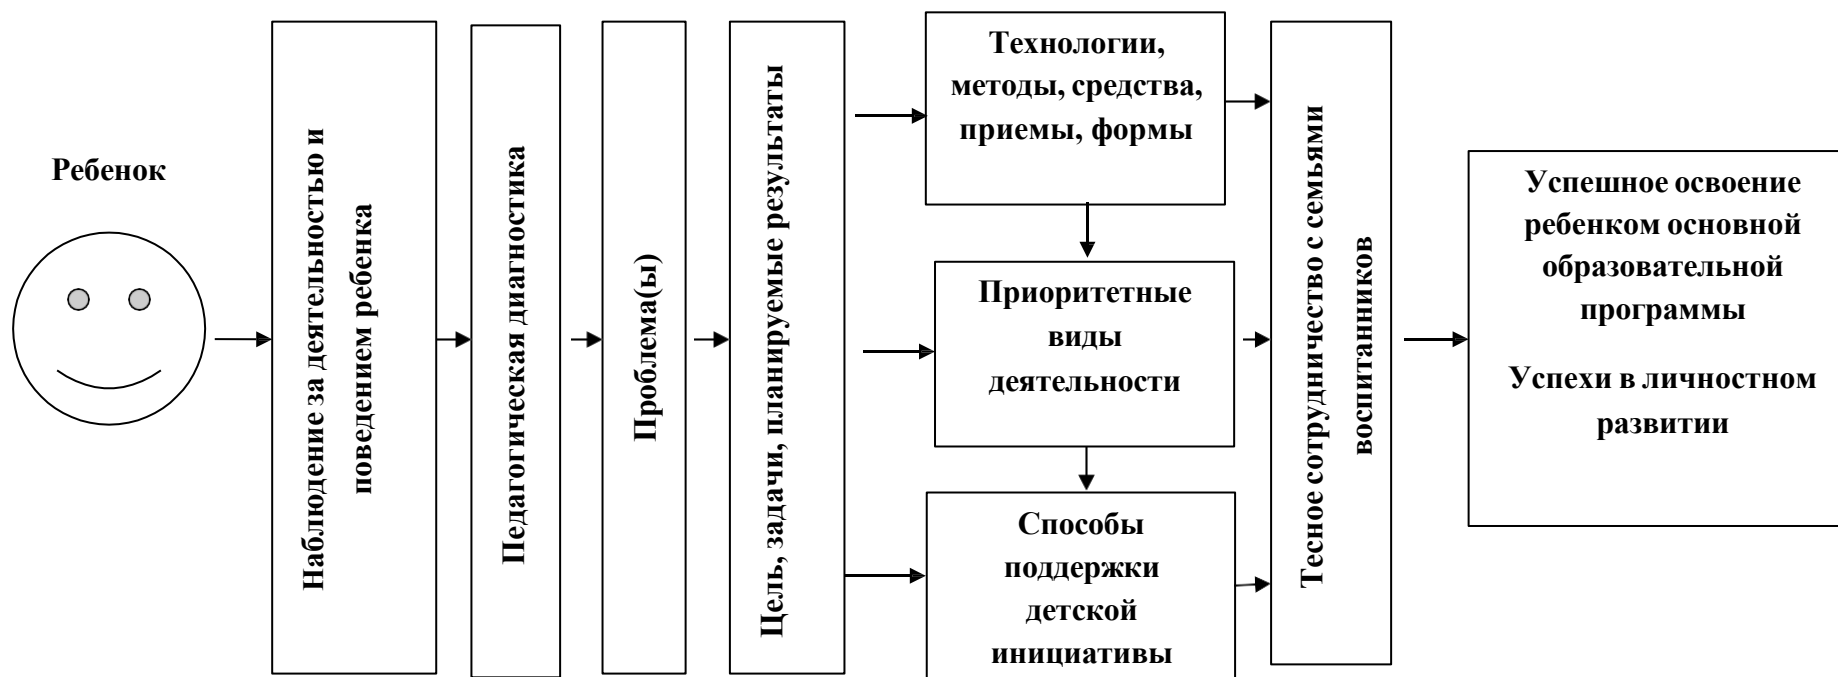 Ребенок
Наблюдение за деятельностью и
поведением ребенка
Педагогическая диагностика
Проблема(ы)
Цель, задачи, планируемые результаты
Технологии,
методы, средства,
приемы, формы
Приоритетные
виды
деятельности
Способы
поддержки
детской
инициативы
Тесное сотрудничество с семьями
воспитанников
Успешное освоение
ребенком основной
образовательной
программы
Успехи в личностном
развитии